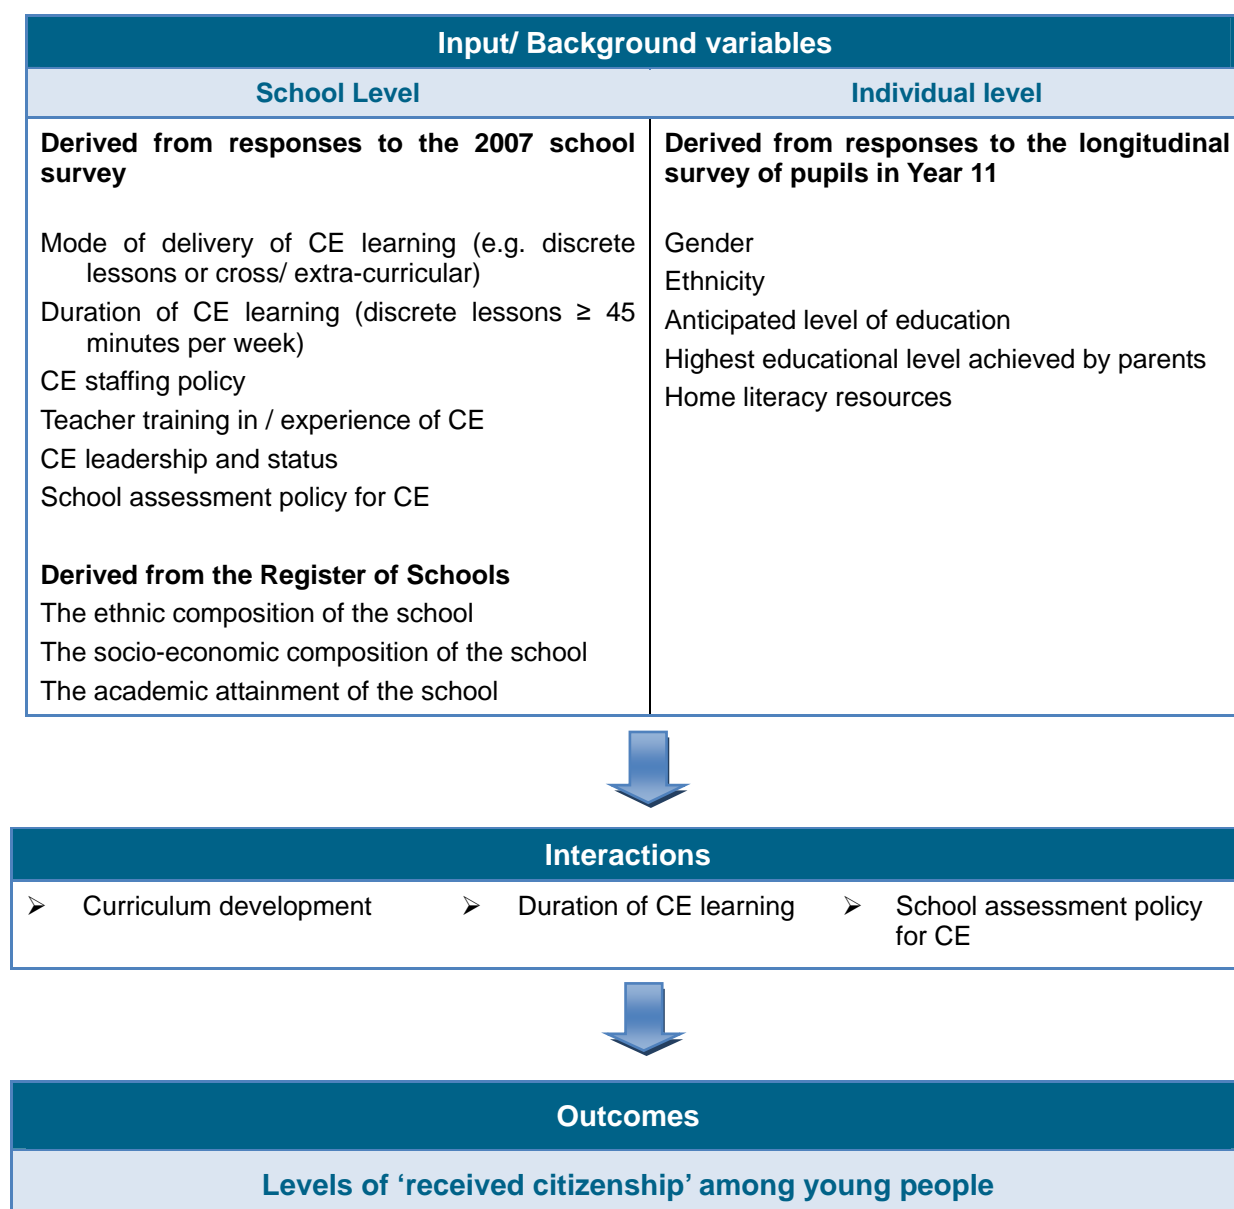 Input/ Background variables
School Level
Individual level
Derived from responses to the 2007 school
survey
Mode of delivery of CE learning (e.g. discrete
lessons or cross/ extra-curricular)
Duration of CE learning (discrete lessons ≥ 45
minutes per week)
CE staffing policy
Teacher training in / experience of CE
CE leadership and status
School assessment policy for CE
Derived from the Register of Schools
The ethnic composition of the school
The socio-economic composition of the school
The academic attainment of the school
Derived from responses to the longitudinal
survey of pupils in Year 11
Gender
Ethnicity
Anticipated level of education
Highest educational level achieved by parents
Home literacy resources
Interactions
➢ Curriculum development
➢ Duration of CE learning
➢ School assessment policy
for CE
Outcomes
Levels of ‘received citizenship’ among young people